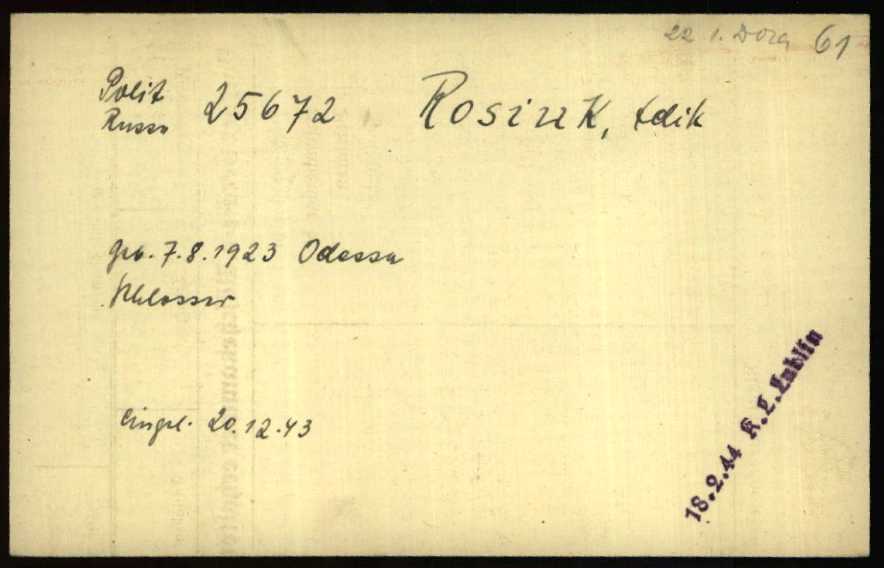 22 1. Dora 61
Polit
Russe 25672 Rosiuk, Edik
geb. 7.8.1923 Odessa
Schlosser
Eingel. 20.12.43
18.2.44 K.L. Lublin